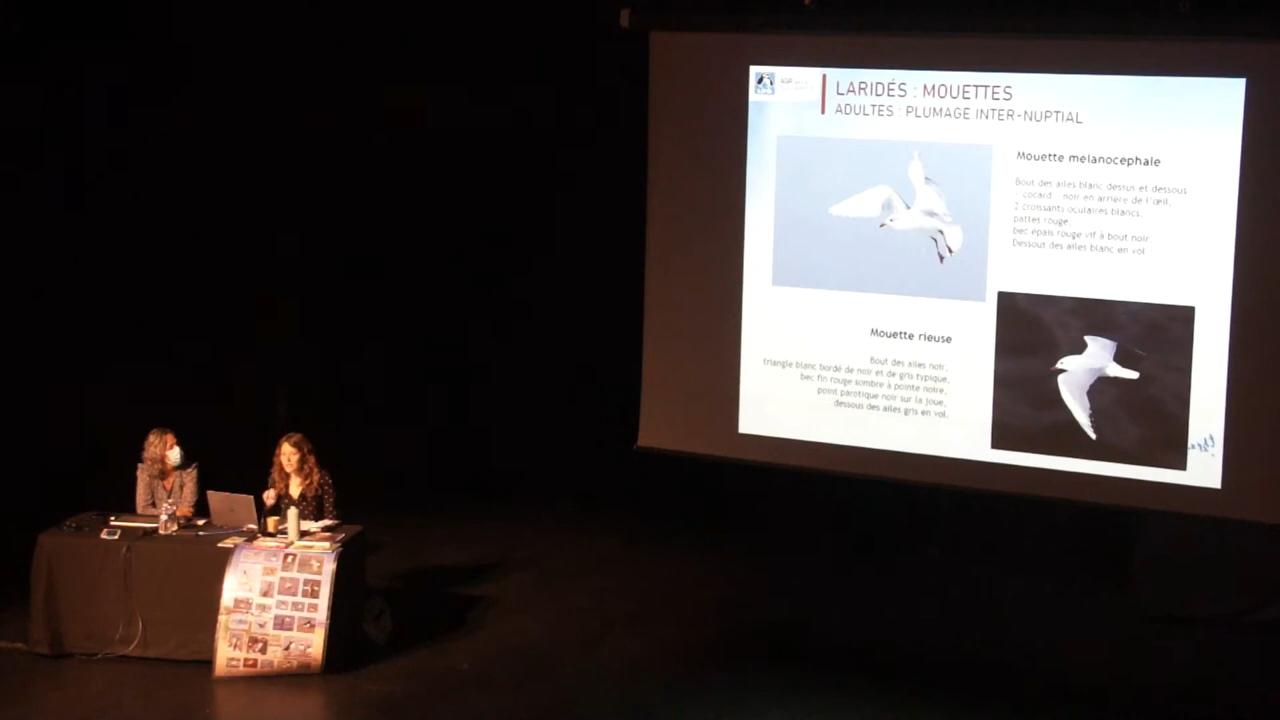 LARIDÉS : MOUETTES
ADULTES : PLUMAGE INTER-NUPTIAL
Mouette mélanocéphale
Bout des ailes blanc dessus et dessous
« cocard » noir en arrière de l'œil,
2 croissants oculaires blancs,
pattes rouge,
bec épais rouge vif à bout noir
Dessout des ailes blanc en vol
Mouette rieuse
Bout des ailes noir,
triangle blanc bordé de noir et de gris typique,
bec fin rouge sombre à pointe noire,
point parotique noir sur la joue,
dessous des ailes gris en vol.